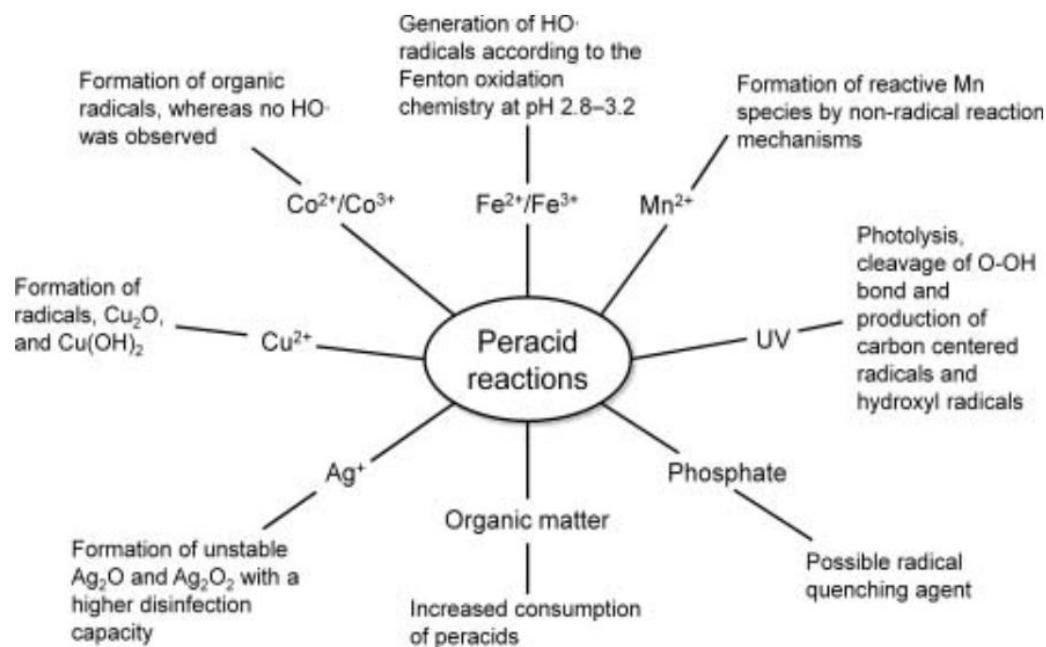 Generation of HO·
radicals according to the
Fenton oxidation
chemistry at pH 2.8–3.2
Formation of organic
radicals, whereas no HO·
was observed
Formation of reactive Mn
species by non-radical reaction
mechanisms
Co²⁺/Co³⁺
Fe²⁺/Fe³⁺
Mn²⁺
Photolysis,
cleavage of O-OH
bond and
production of
carbon centered
radicals and
hydroxyl radicals
Formation of
radicals, Cu₂O,
and Cu(OH)₂
Cu²⁺
Peracid
reactions
UV
Ag⁺
Phosphate
Organic matter
Formation of unstable
Ag₂O and Ag₂O₂ with a
higher disinfection
capacity
Increased consumption
of peracids
Possible radical
quenching agent